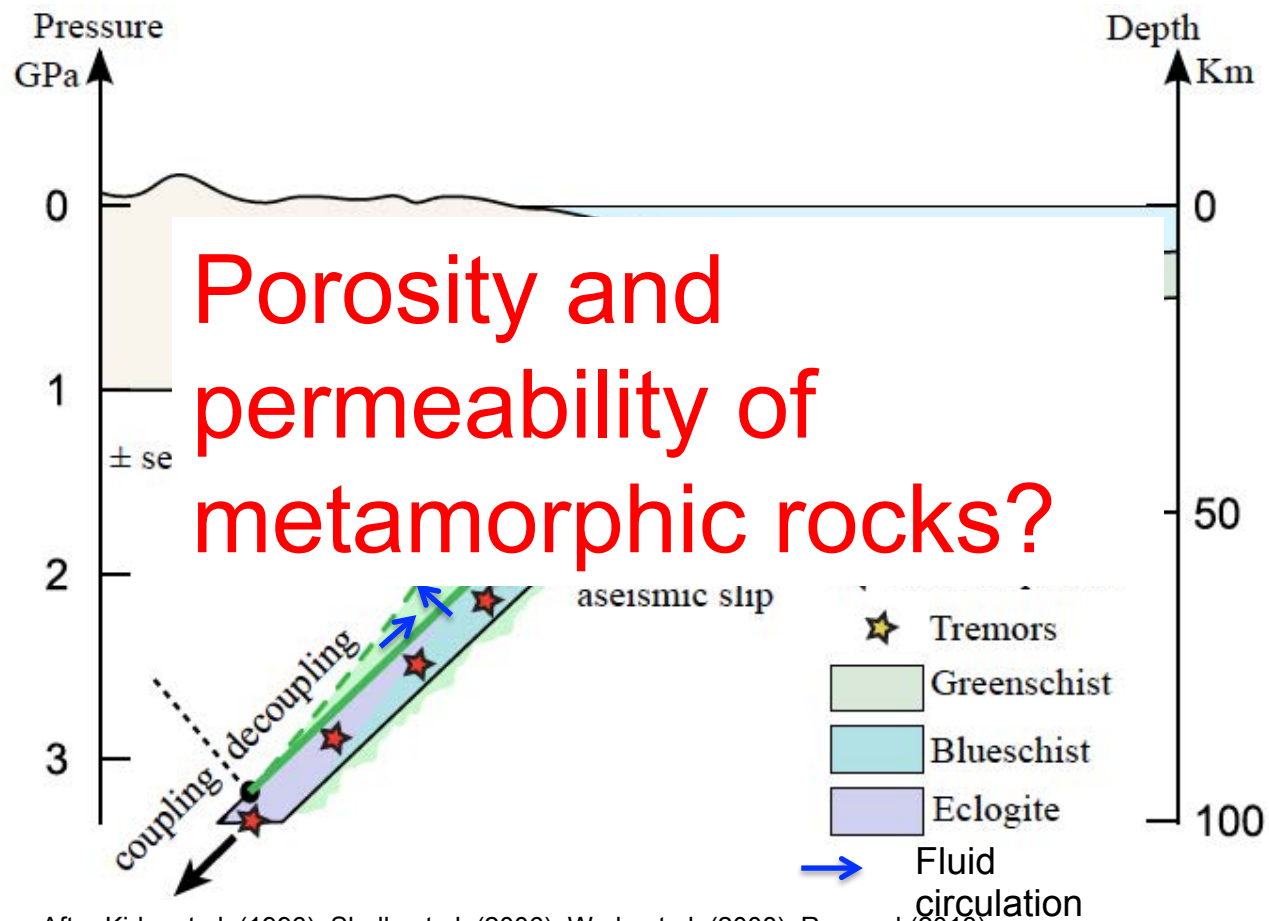 Pressure
GPa
Depth
Km
0
0
Porosity and
permeability of
metamorphic rocks?
1
± se
50
2
aseismic slip
Tremors
decoupling
Greenschist
3
Blueschist
coupling
Eclogite
100
Fluid
circulation